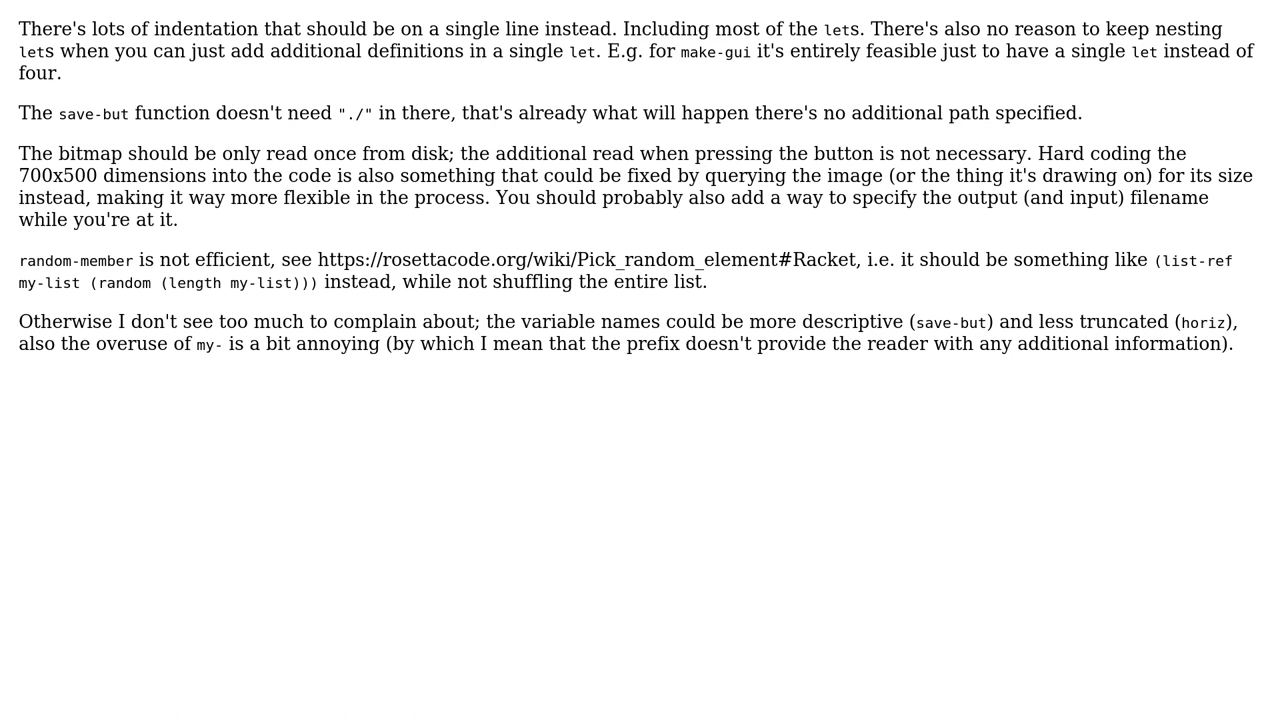 There's lots of indentation that should be on a single line instead. Including most of the lets. There's also no reason to keep nesting
lets when you can just add additional definitions in a single let. E.g. for make-gui it's entirely feasible just to have a single let instead of
four.
The save-but function doesn't need "./" in there, that's already what will happen there's no additional path specified.
The bitmap should be only read once from disk; the additional read when pressing the button is not necessary. Hard coding the
700x500 dimensions into the code is also something that could be fixed by querying the image (or the thing it's drawing on) for its size
instead, making it way more flexible in the process. You should probably also add a way to specify the output (and input) filename
while you're at it.
random-member is not efficient, see https://rosettacode.org/wiki/Pick_random_element#Racket, i.e. it should be something like (list-ref
my-list (random (length my-list))) instead, while not shuffling the entire list.
Otherwise I don't see too much to complain about; the variable names could be more descriptive (save-but) and less truncated (horiz),
also the overuse of my- is a bit annoying (by which I mean that the prefix doesn't provide the reader with any additional information).